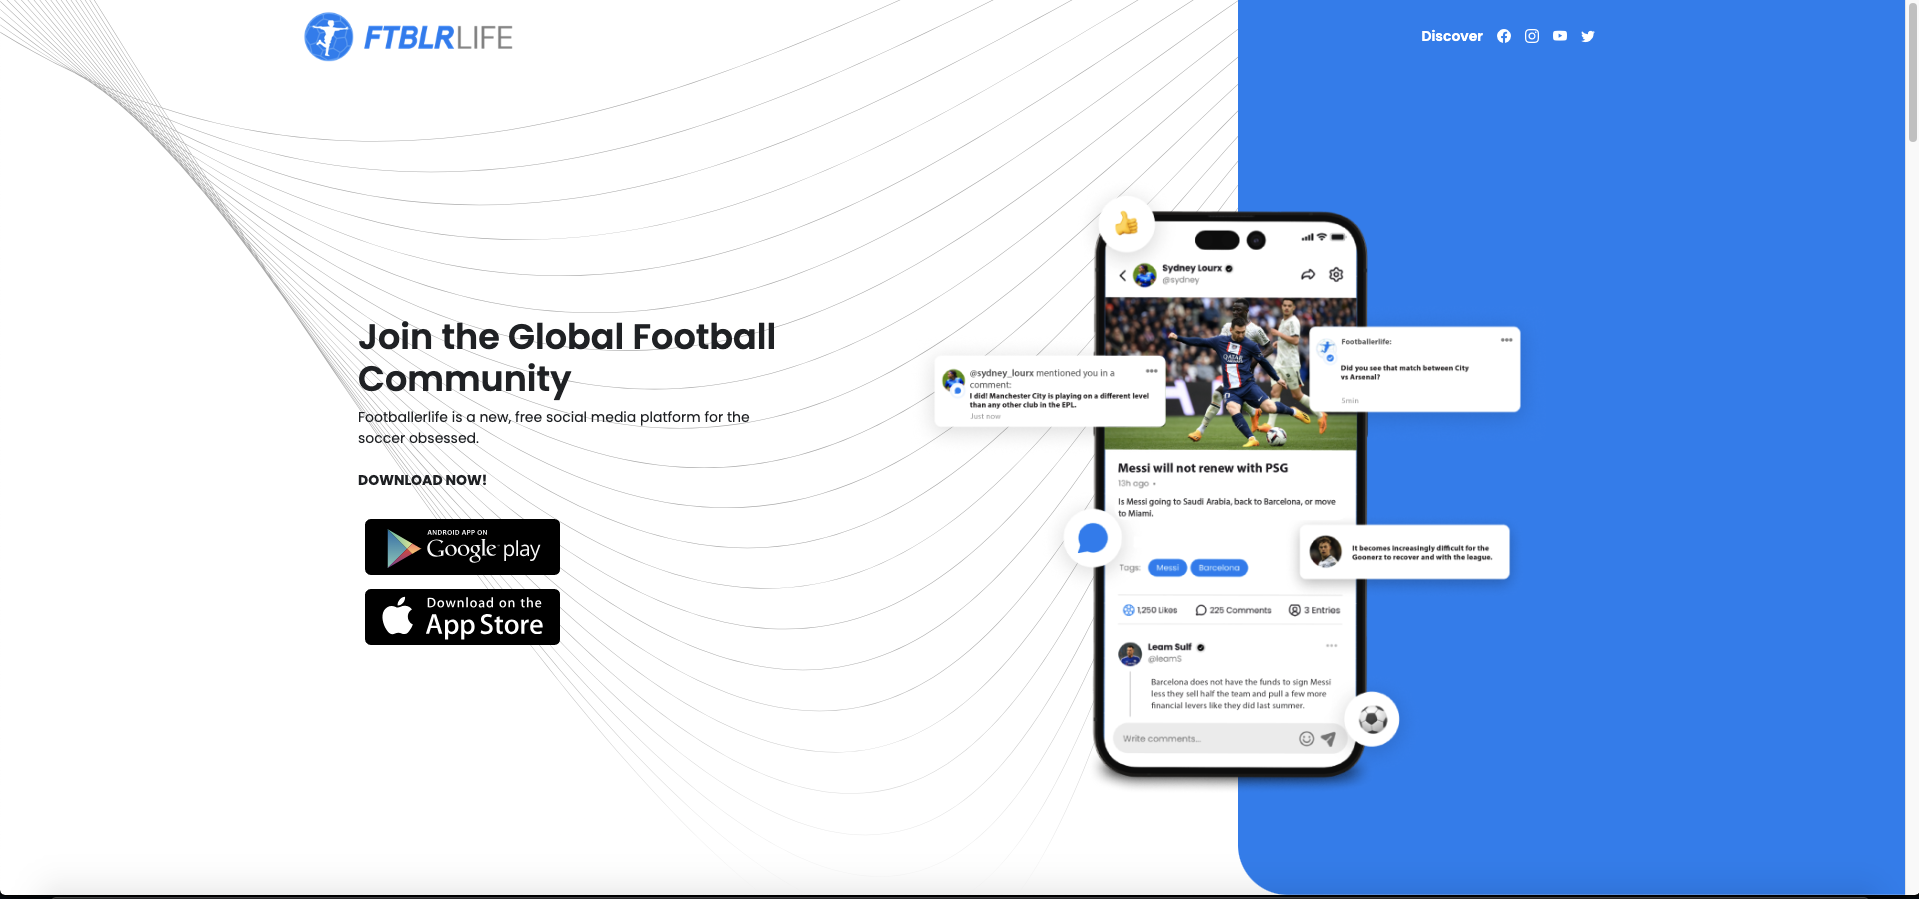 FTBLRLIFE
Discover
Join the Global Football
Community
Footballerlife is a new, free social media platform for the
soccer obsessed.
DOWNLOAD NOW!
ANDROID APP ON
Google play
Download on the
App Store
Sydney Lourx
@sydney
@sydney_lourx mentioned you in a
comment:
I did! Manchester City is playing on a different level
than any other club in the EPL.
Just now
QATAR
Footballerlife:
Did you see that match between City
vs Arsenal?
5min
Messi will not renew with PSG
13h ago •
Is Messi going to Saudi Arabia, back to Barcelona, or move
to Miami.
It becomes increasingly difficult for the
Goonerz to recover and with the league.
Tags: Messi Barcelona
1,250 Likes 225 Comments 3 Entries
Leam Sulf
@leamS
Barcelona does not have the funds to sign Messi
less they sell half the team and pull a few more
financial levers like they did last summer.
Write comments...